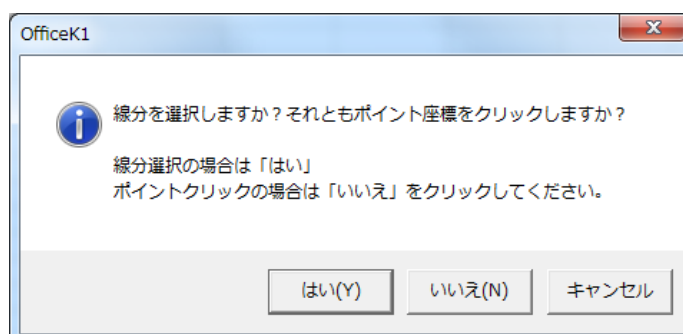 OfficeK1
線分を選択しますか？それともポイント座標をクリックしますか？
線分選択の場合は「はい」
ポイントクリックの場合は「いいえ」をクリックしてください。
はい(Y) いいえ(N) キャンセル